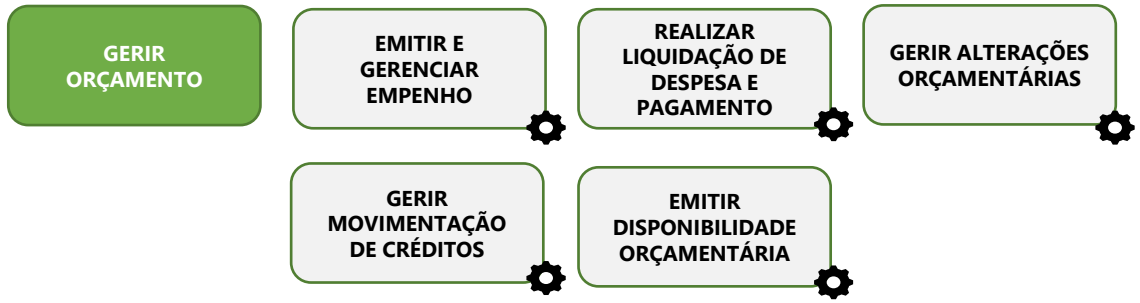 GERIR
ORÇAMENTO
EMITIR E
GERENCIAR
EMPENHO
REALIZAR
LIQUIDAÇÃO DE
DESPESA E
PAGAMENTO
GERIR ALTERAÇÕES
ORÇAMENTÁRIAS
GERIR
MOVIMENTAÇÃO
DE CRÉDITOS
EMITIR
DISPONIBILIDADE
ORÇAMENTÁRIA